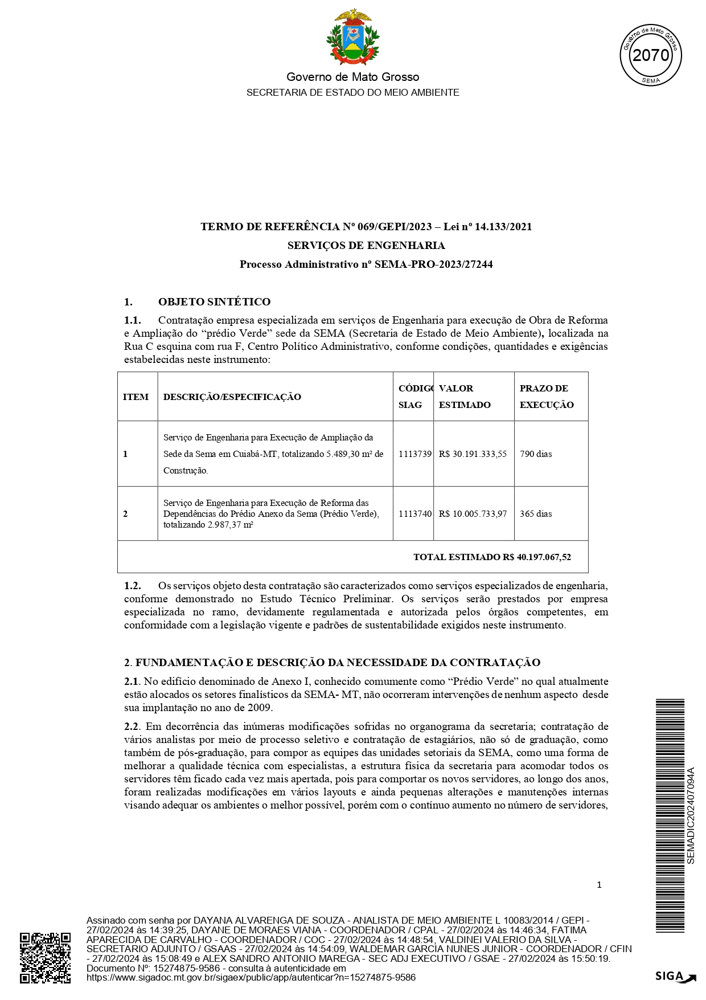 Governo de Mato Grosso
SECRETARIA DE ESTADO DO MEIO AMBIENTE
Governo de Mato Grosso
2070
SEMA
TERMO DE REFERÊNCIA Nº 069/GEPI/2023 – Lei nº 14.133/2021
SERVIÇOS DE ENGENHARIA
Processo Administrativo nº SEMA-PRO-2023/27244
1. OBJETO SINTÉTICO
1.1. Contratação empresa especializada em serviços de Engenharia para execução de Obra de Reforma
e Ampliação do “prédio Verde” sede da SEMA (Secretaria de Estado de Meio Ambiente), localizada na
Rua C esquina com rua F, Centro Político Administrativo, conforme condições, quantidades e exigências
estabelecidas neste instrumento:
ITEM DESCRIÇÃO/ESPECIFICAÇÃO CÓDIGO SIAG VALOR ESTIMADO PRAZO DE EXECUÇÃO
Serviço de Engenharia para Execução de Ampliação da
1 Sede da Sema em Cuiabá-MT, totalizando 5.489,30 m² de 1113739 R$ 30.191.333,55 790 dias
Construção.
Serviço de Engenharia para Execução de Reforma das
2 Dependências do Prédio Anexo da Sema (Prédio Verde), 1113740 R$ 10.005.733,97 365 dias
totalizando 2.987,37 m²
TOTAL ESTIMADO R$ 40.197.067,52
1.2. Os serviços objeto desta contratação são caracterizados como serviços especializados de engenharia,
conforme demonstrado no Estudo Técnico Preliminar. Os serviços serão prestados por empresa
especializada no ramo, devidamente regulamentada e autorizada pelos órgãos competentes, em
conformidade com a legislação vigente e padrões de sustentabilidade exigidos neste instrumento.
2. FUNDAMENTAÇÃO E DESCRIÇÃO DA NECESSIDADE DA CONTRATAÇÃO
2.1. No edifício denominado de Anexo I, conhecido comumente como “Prédio Verde” no qual atualmente
estão alocados os setores finalísticos da SEMA- MT, não ocorreram intervenções de nenhum aspecto desde
sua implantação no ano de 2009.
2.2. Em decorrência das inúmeras modificações sofridas no organograma da secretaria; contratação de
vários analistas por meio de processo seletivo e contratação de estagiários, não só de graduação, como
também de pós-graduação, para compor as equipes das unidades setoriais da SEMA, como uma forma de
melhorar a qualidade técnica com especialistas, a estrutura física da secretaria para acomodar todos os
servidores têm ficado cada vez mais apertada, pois para comportar os novos servidores, ao longo dos anos,
foram realizadas modificações em vários layouts e ainda pequenas alterações e manutenções internas
visando adequar os ambientes o melhor possível, porém com o contínuo aumento no número de servidores,
SEMADIC202407094A
1
Assinado com senha por DAYANA ALVARENGA DE SOUZA - ANALISTA DE MEIO AMBIENTE L 10083/2014 / GEPI -
27/02/2024 às 14:39:25, DAYANE DE MORAES VIANA - COORDENADOR / CPAL - 27/02/2024 às 14:46:34, FATIMA
APARECIDA DE CARVALHO - COORDENADOR / COC - 27/02/2024 às 14:48:54, VALDINEI VALERIO DA SILVA -
SECRETARIO ADJUNTO / GSAAS - 27/02/2024 às 14:54:09, WALDEMAR GARCIA NUNES JUNIOR - COORDENADOR / CFIN
- 27/02/2024 às 15:08:49 e ALEX SANDRO ANTONIO MAREGA - SEC ADJ EXECUTIVO / GSAE - 27/02/2024 às 15:50:19.
Documento Nº: 15274875-9586 - consulta à autenticidade em
https://www.sigadoc.mt.gov.br/sigaex/public/app/autenticar?n=15274875-9586
SIGA